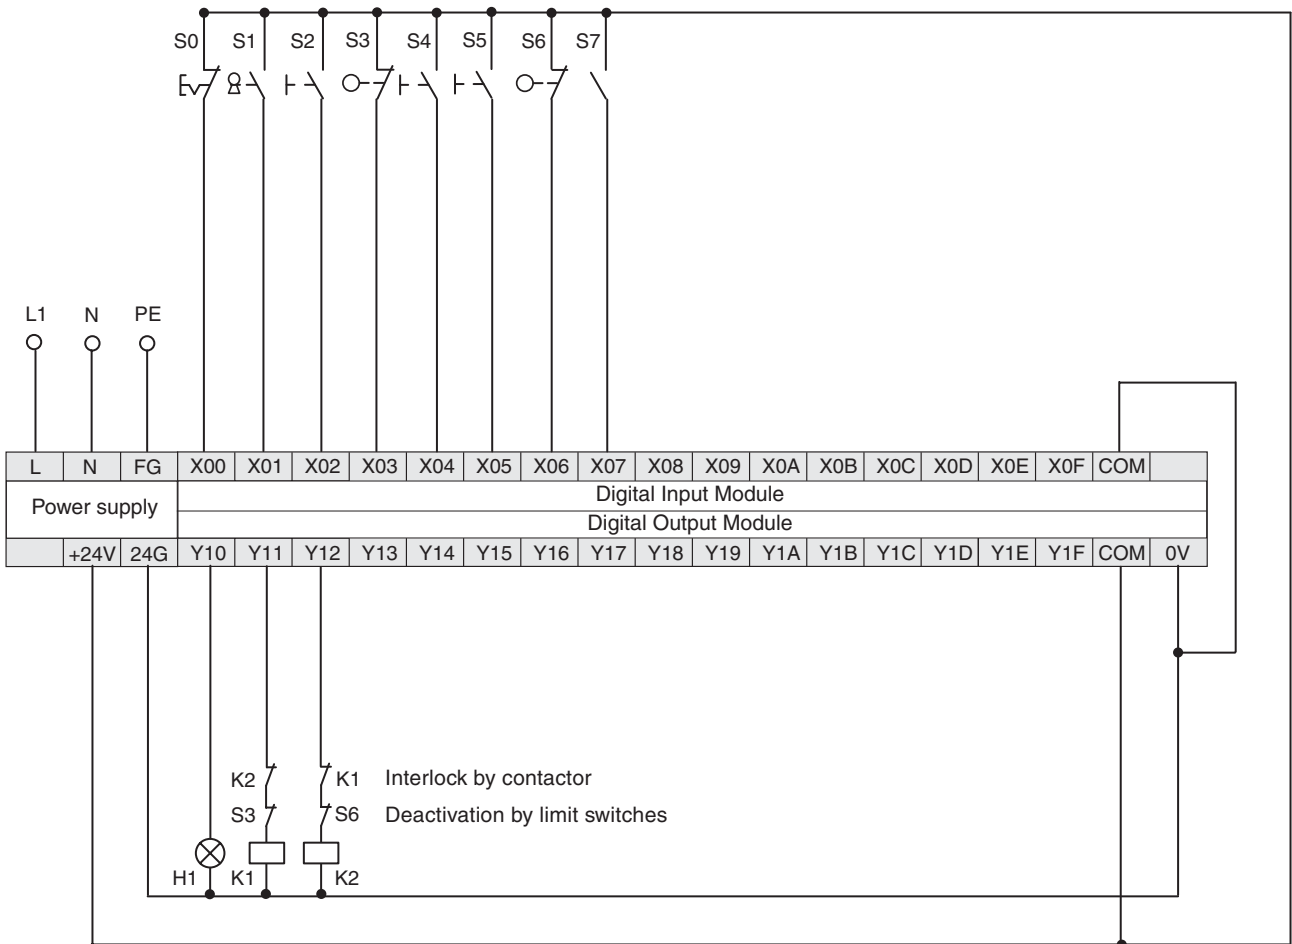 S0 S1 S2 S3 S4 S5 S6 S7
L1 N PE
L N FG X00 X01 X02 X03 X04 X05 X06 X07 X08 X09 X0A X0B X0C X0D X0E X0F COM
Power supply
Digital Input Module
Digital Output Module
+24V 24G Y10 Y11 Y12 Y13 Y14 Y15 Y16 Y17 Y18 Y19 Y1A Y1B Y1C Y1D Y1E Y1F COM 0V
K2 K1 Interlock by contactor
S3 S6 Deactivation by limit switches
H1 K1 K2